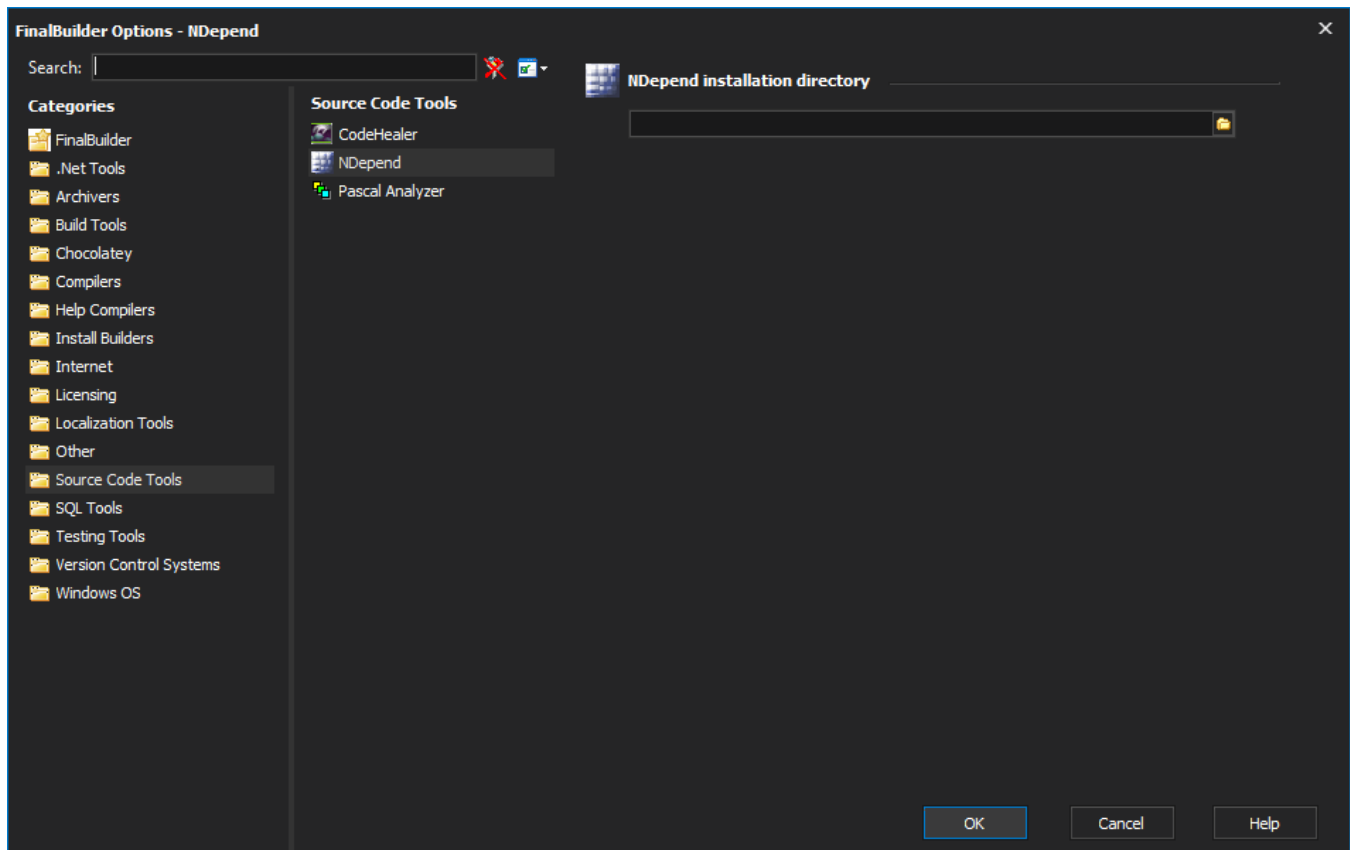 FinalBuilder Options - NDepend
Search:
Categories
FinalBuilder
.Net Tools
Archivers
Build Tools
Chocolatey
Compilers
Help Compilers
Install Builders
Internet
Licensing
Localization Tools
Other
Source Code Tools
SQL Tools
Testing Tools
Version Control Systems
Windows OS
Source Code Tools
CodeHealer
NDepend
Pascal Analyzer
NDepend installation directory
OK
Cancel
Help